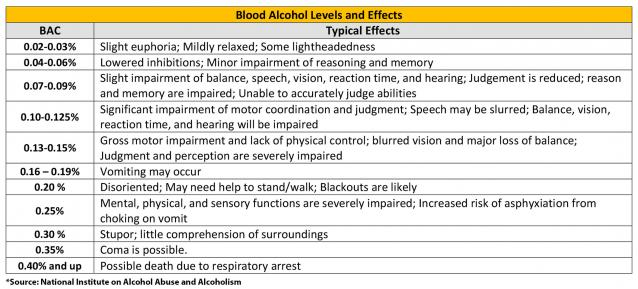 Blood Alcohol Levels and Effects
BAC Typical Effects
0.02-0.03% Slight euphoria; Mildly relaxed; Some lightheadedness
0.04-0.06% Lowered inhibitions; Minor impairment of reasoning and memory
0.07-0.09% Slight impairment of balance, speech, vision, reaction time, and hearing; Judgement is reduced; reason
and memory are impaired; Unable to accurately judge abilities
0.10-0.125% Significant impairment of motor coordination and judgment; Speech may be slurred; Balance, vision,
reaction time, and hearing will be impaired
0.13-0.15% Gross motor impairment and lack of physical control; blurred vision and major loss of balance;
Judgment and perception are severely impaired
0.16 – 0.19% Vomiting may occur
0.20 % Disoriented; May need help to stand/walk; Blackouts are likely
0.25% Mental, physical, and sensory functions are severely impaired; Increased risk of asphyxiation from
choking on vomit
0.30 % Stupor; little comprehension of surroundings
0.35% Coma is possible.
0.40% and up Possible death due to respiratory arrest
*Source: National Institute on Alcohol Abuse and Alcoholism